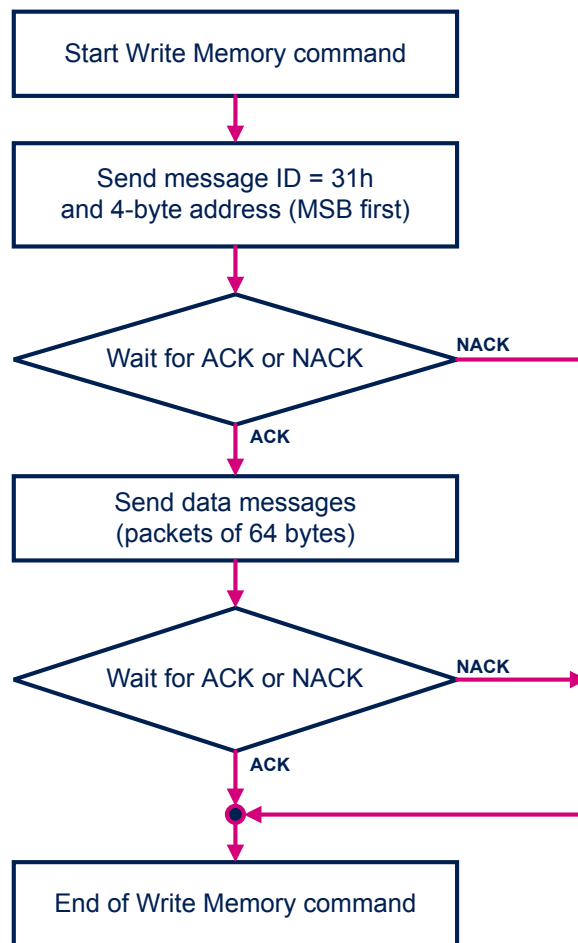 Start Write Memory command
Send message ID = 31h
and 4-byte address (MSB first)
Wait for ACK or NACK
NACK
ACK
Send data messages
(packets of 64 bytes)
Wait for ACK or NACK
NACK
ACK
End of Write Memory command